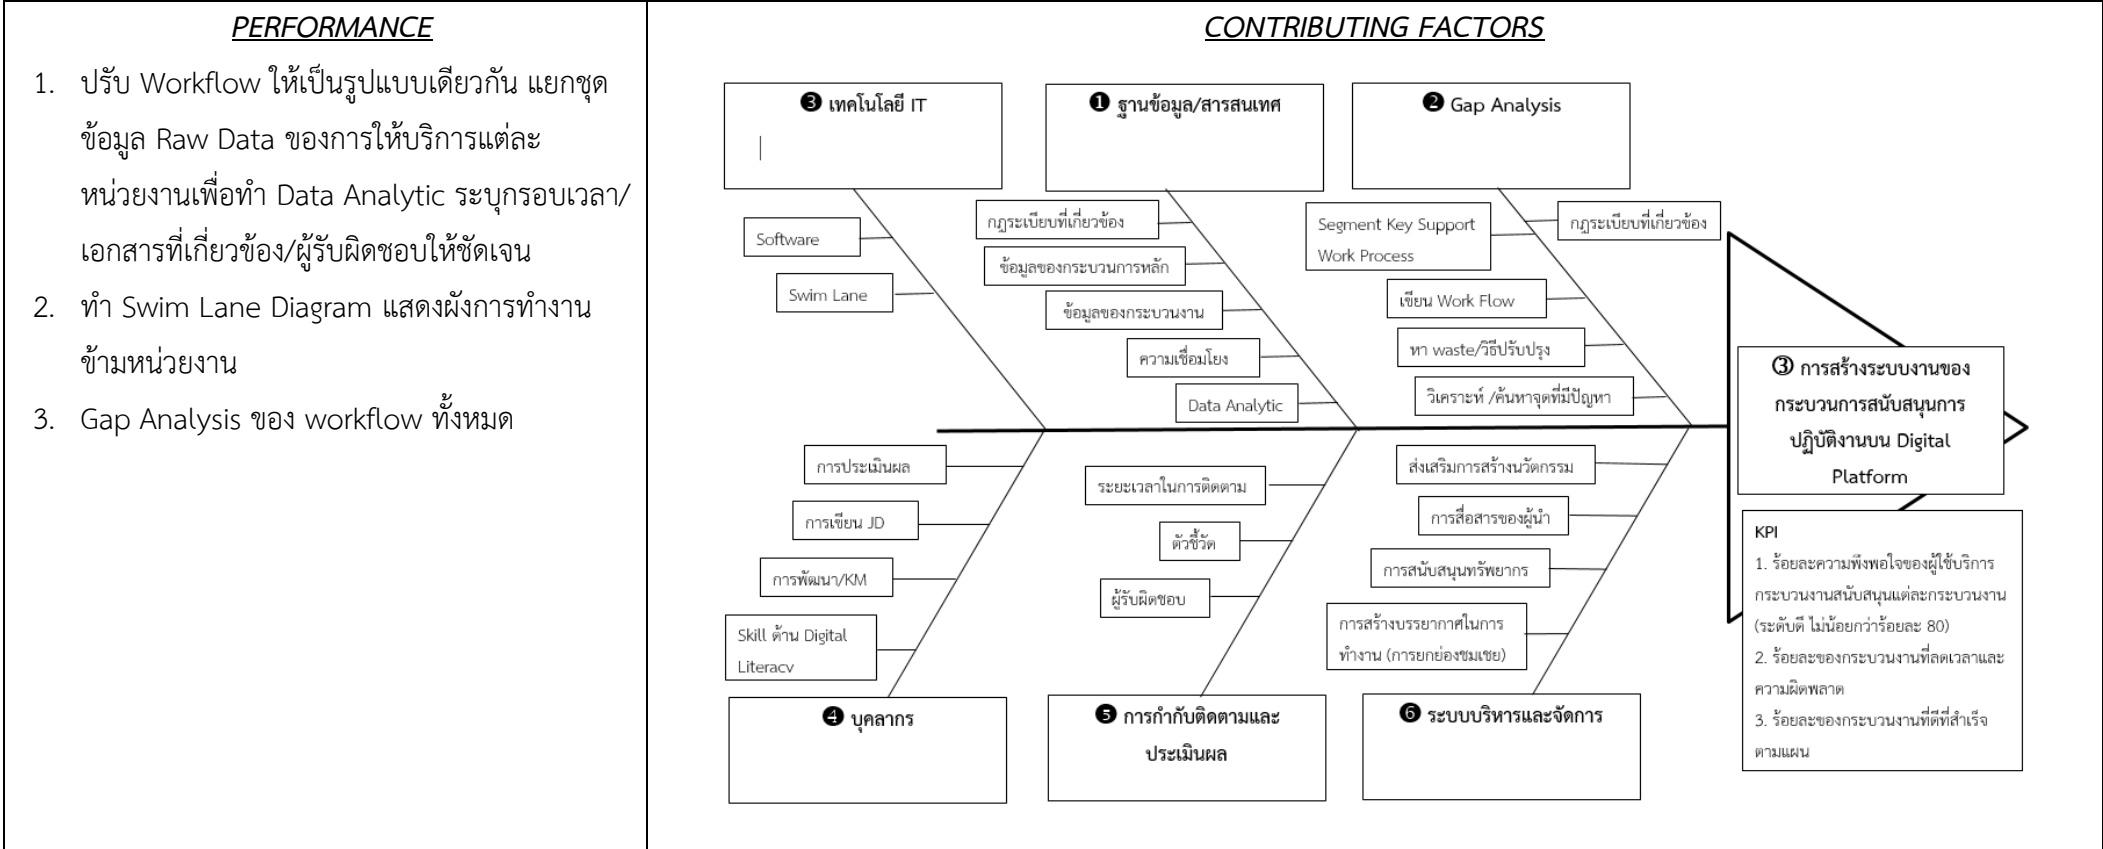 PERFORMANCE
1. ปรับ Workflow ให้เป็นรูปแบบเดียวกัน แยกชุด
ข้อมูล Raw Data ของการให้บริการแต่ละ
หน่วยงานเพื่อทำ Data Analytic ระบุกรอบเวลา/
เอกสารที่เกี่ยวข้อง/ผู้รับผิดชอบให้ชัดเจน
2. ทำ Swim Lane Diagram แสดงผังการทำงาน
ข้ามหน่วยงาน
3. Gap Analysis ของ workflow ทั้งหมด
CONTRIBUTING FACTORS
❸ เทคโนโลยี IT
Software
Swim Lane
❶ ฐานข้อมูล/สารสนเทศ
กฎระเบียบที่เกี่ยวข้อง
ข้อมูลของกระบวนการหลัก
ข้อมูลของกระบวนงาน
ความเชื่อมโยง
Data Analytic
❷ Gap Analysis
Segment Key Support
Work Process
กฎระเบียบที่เกี่ยวข้อง
เขียน Work Flow
หา waste/วิธีปรับปรุง
วิเคราะห์ /ค้นหาจุดที่มีปัญหา
③ การสร้างระบบงานของ
กระบวนการสนับสนุนการ
ปฏิบัติงานบน Digital
Platform
การประเมินผล
การเขียน JD
การพัฒนา/KM
Skill ด้าน Digital
Literacy
❹ บุคลากร
ระยะเวลาในการติดตาม
ตัวชี้วัด
ผู้รับผิดชอบ
❺ การกำกับติดตามและ
ประเมินผล
ส่งเสริมการสร้างนวัตกรรม
การสื่อสารของผู้นำ
การสนับสนุนทรัพยากร
การสร้างบรรยากาศในการ
ทำงาน (การยกย่องชมเชย)
❻ ระบบบริหารและจัดการ
KPI
1. ร้อยละความพึงพอใจของผู้ใช้บริการ
กระบวนงานสนับสนุนแต่ละกระบวนงาน
(ระดับดี ไม่น้อยกว่าร้อยละ 80)
2. ร้อยละของกระบวนงานที่ลดเวลาและ
ความผิดพลาด
3. ร้อยละของกระบวนงานที่ดีที่สำเร็จ
ตามแผน